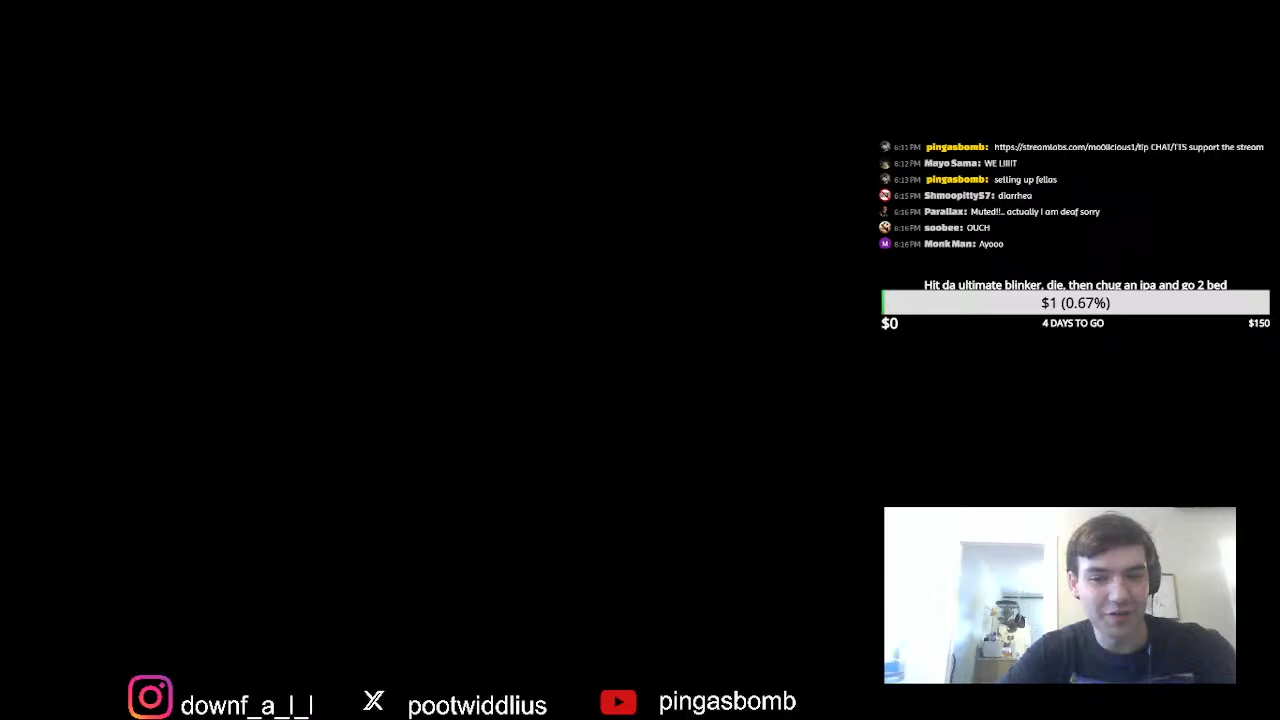 6:11 PM pingasbomb: https://streamlabs.com/mo0licious1/tip CHAT/TTS support the stream
6:12 PM Mayo Sama: WE LIIIIT
6:13 PM pingasbomb: setting up fellas
6:15 PM Shmoopitty57: diarrhea
6:16 PM Parallax: Muted!!.. actually I am deaf sorry
6:16 PM soobee: OUCH
M 6:16 PM Monk Man: Ayooo
Hit da ultimate blinker, die, then chug an ipa and go 2 bed
$1 (0.67%)
$0 4 DAYS TO GO $150
downf_a_l_l X pootwiddlius pingasbomb